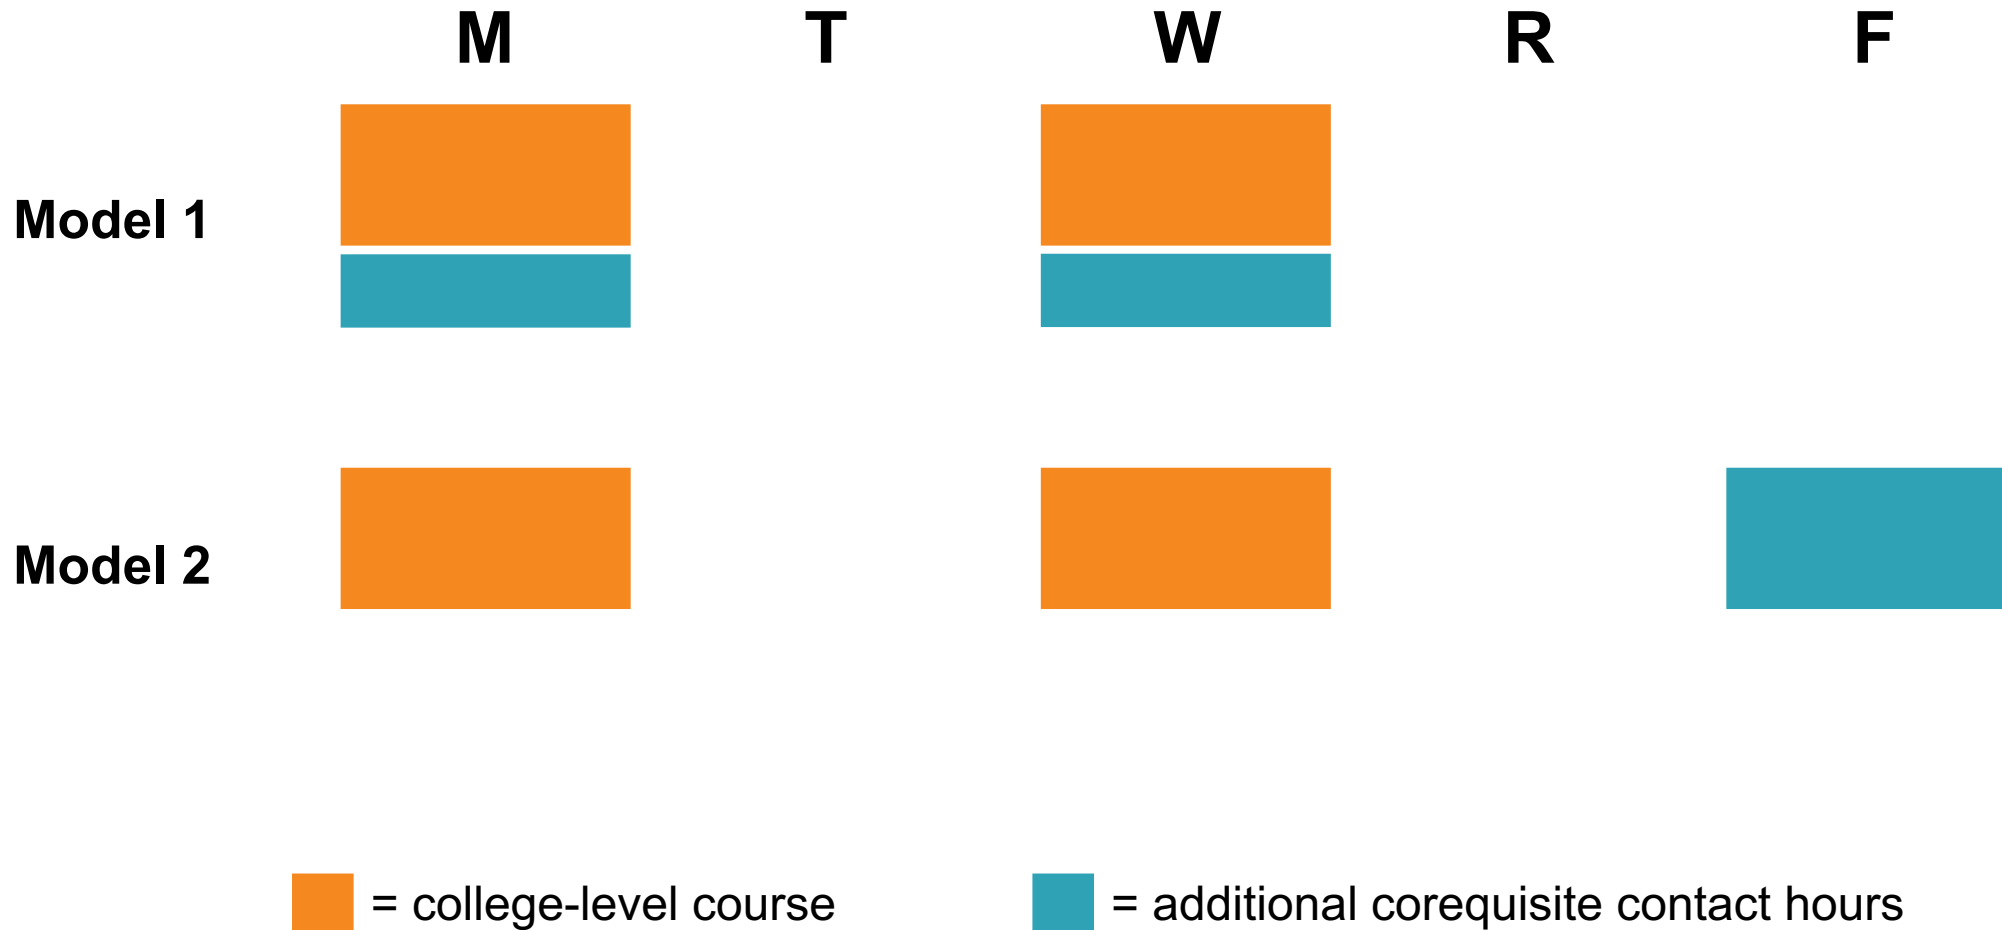 M T W R F
Model 1
Model 2
= college-level course = additional corequisite contact hours